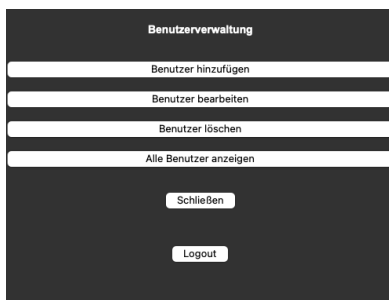 Benutzerverwaltung
Benutzer hinzufügen
Benutzer bearbeiten
Benutzer löschen
Alle Benutzer anzeigen
Schließen
Logout